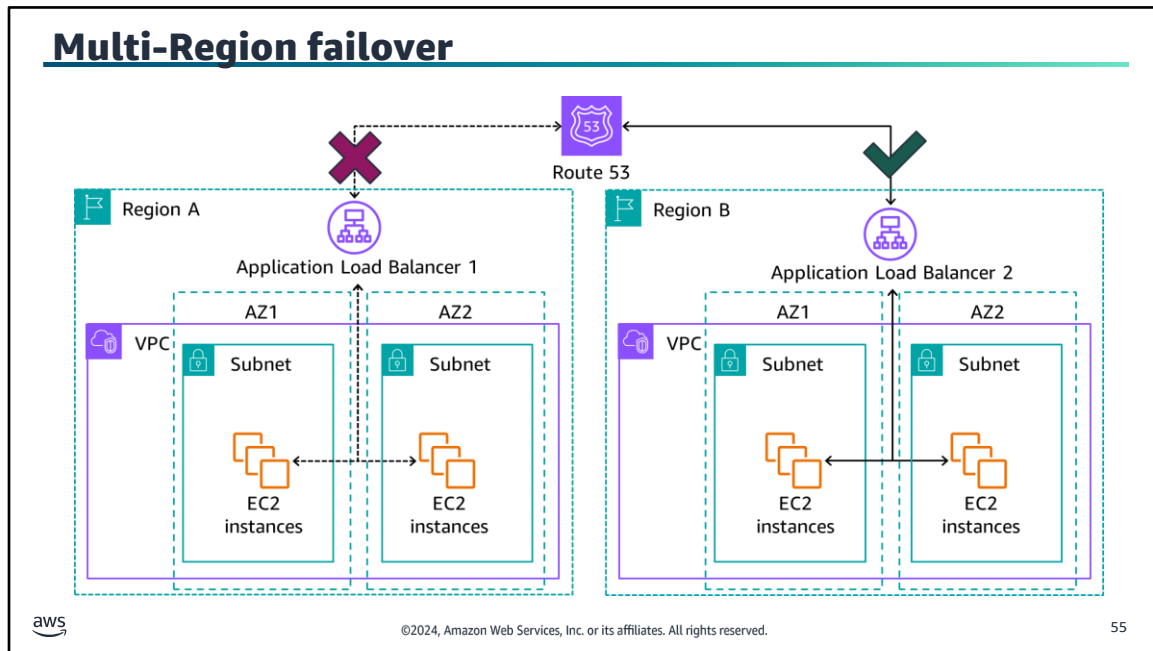 Multi-Region failover
53
Route 53
Region A
Application Load Balancer 1
AZ1
AZ2
VPC
Subnet
Subnet
EC2
instances
EC2
instances
Region B
Application Load Balancer 2
AZ1
AZ2
VPC
Subnet
Subnet
EC2
instances
EC2
instances
aws
©2024, Amazon Web Services, Inc. or its affiliates. All rights reserved.
55